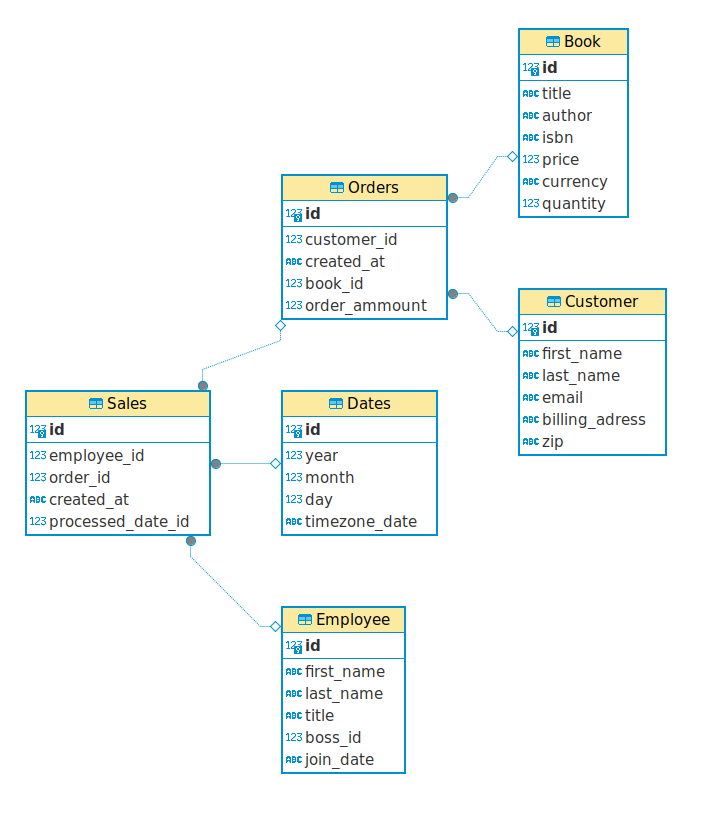 Book
123 id
ABC title
ABC author
ABC isbn
123 price
ABC currency
123 quantity
Orders
123 id
123 customer_id
ABC created_at
123 book_id
123 order_ammount
Customer
123 id
ABC first_name
ABC last_name
ABC email
ABC billing_adress
ABC zip
Sales
123 id
123 employee_id
123 order_id
ABC created_at
123 processed_date_id
Dates
123 id
123 year
123 month
123 day
ABC timezone_date
Employee
123 id
ABC first_name
ABC last_name
ABC title
123 boss_id
ABC join_date